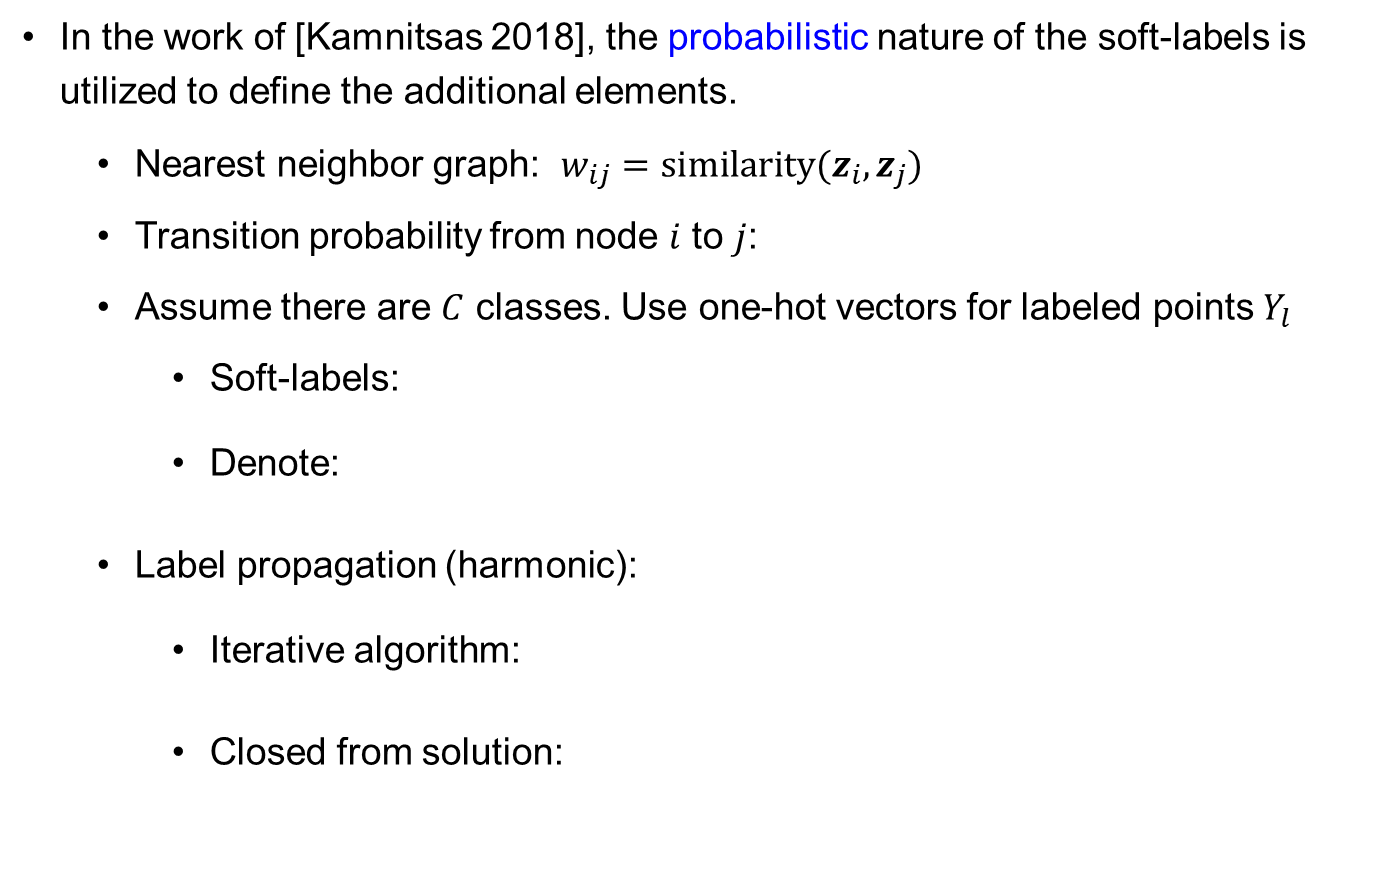 • In the work of [Kamnitsas 2018], the probabilistic nature of the soft-labels is
utilized to define the additional elements.
• Nearest neighbor graph: w_{ij} = similarity(𝐳_i, 𝐳_j)
• Transition probability from node i to j:
• Assume there are C classes. Use one-hot vectors for labeled points Y_l
• Soft-labels:
• Denote:
• Label propagation (harmonic):
• Iterative algorithm:
• Closed from solution: